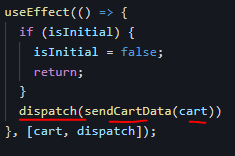 useEffect(() => {
if (isInitial) {
isInitial = false;
return;
}
dispatch(sendCartData(cart))
}, [cart, dispatch]);